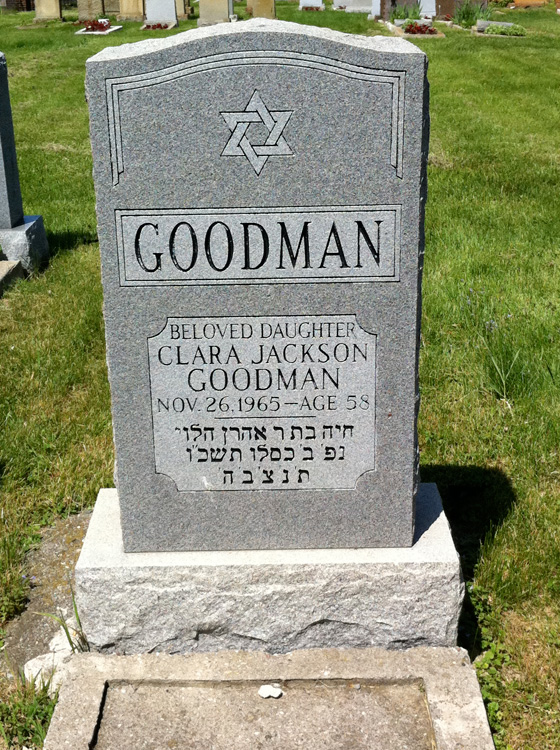 GOODMAN
BELOVED DAUGHTER
CLARA JACKSON
GOODMAN
NOV. 26, 1965 — AGE 58
חיה בת ר אהרן הלוי
נפ' ב' כסלו תשכ"ו
ת' נ' צ' ב' ה'